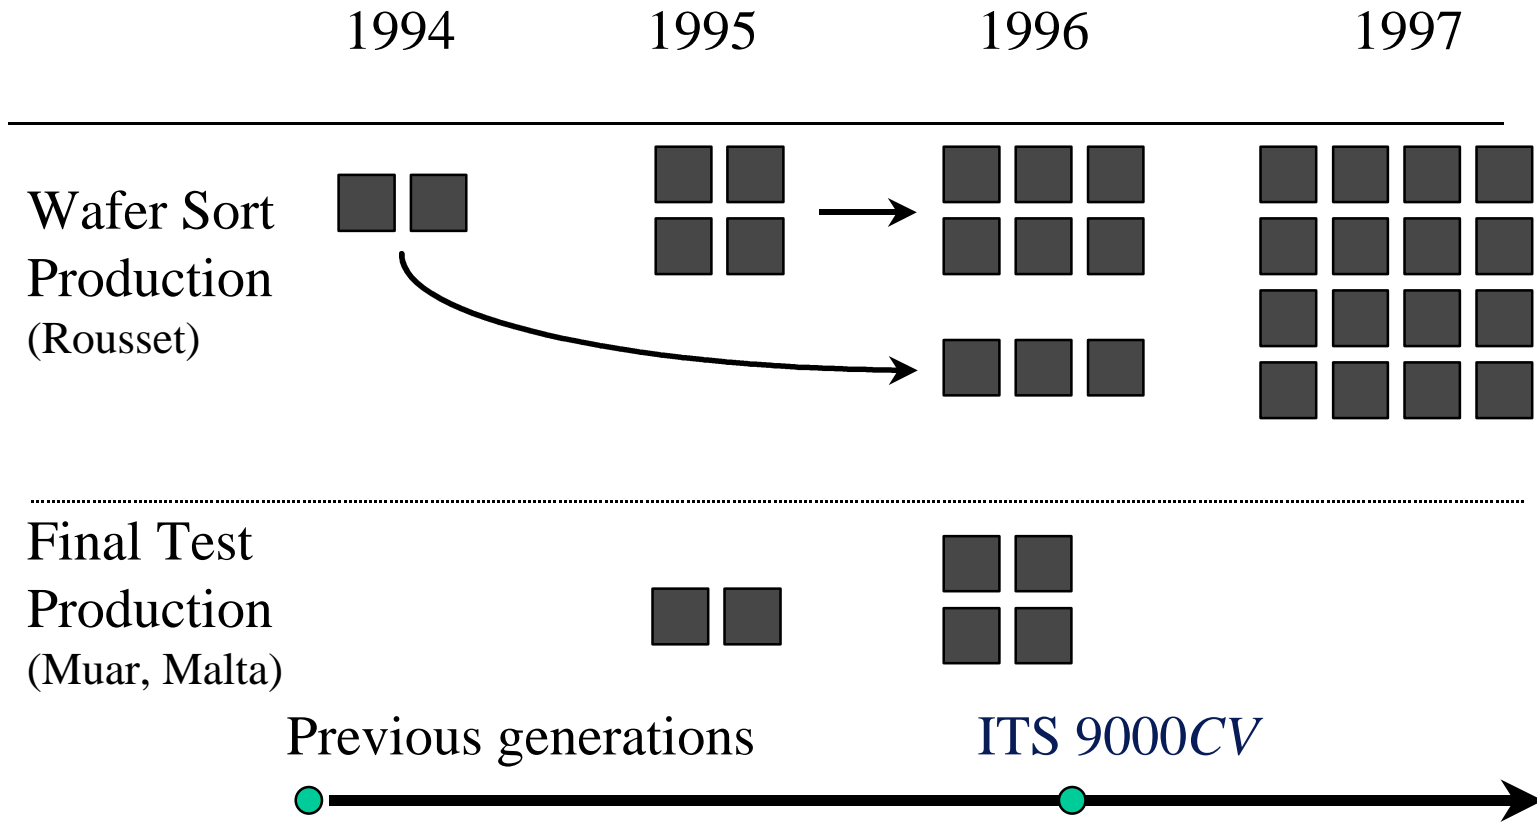 1994 1995 1996 1997
Wafer Sort
Production
(Rousset)
Final Test
Production
(Muar, Malta)
Previous generations ITS 9000CV